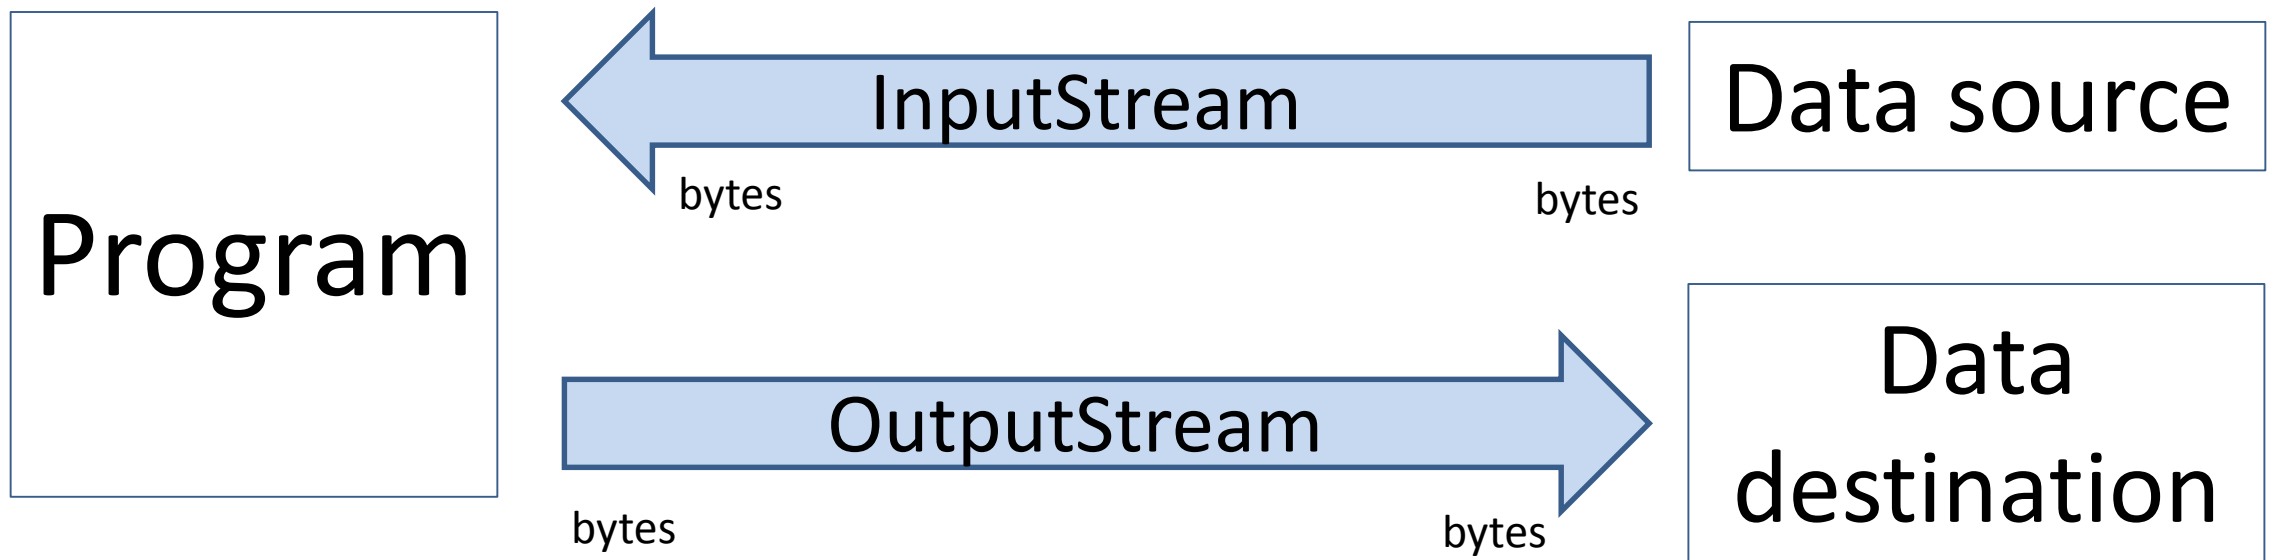 Program
InputStream
bytes
bytes
Data source
OutputStream
bytes
bytes
Data
destination